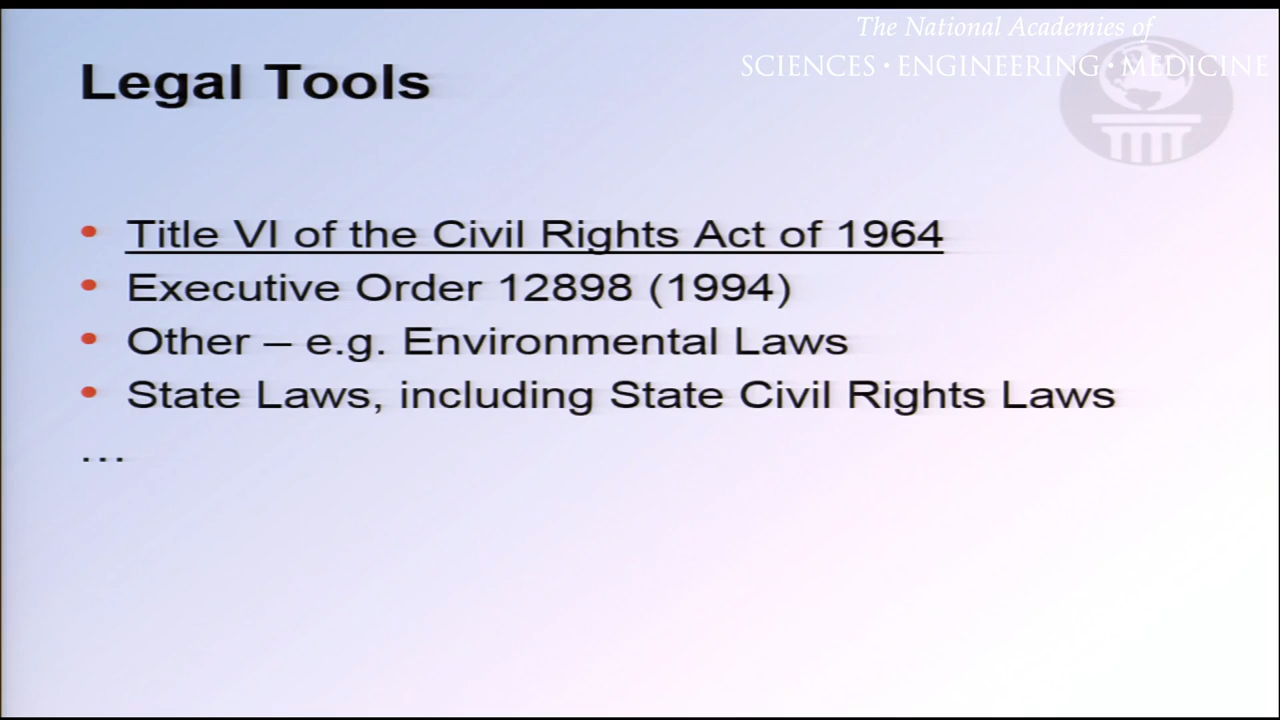 The National Academies of
SCIENCES · ENGINEERING · MEDICINE
Legal Tools
• Title VI of the Civil Rights Act of 1964
• Executive Order 12898 (1994)
• Other – e.g. Environmental Laws
• State Laws, including State Civil Rights Laws
…